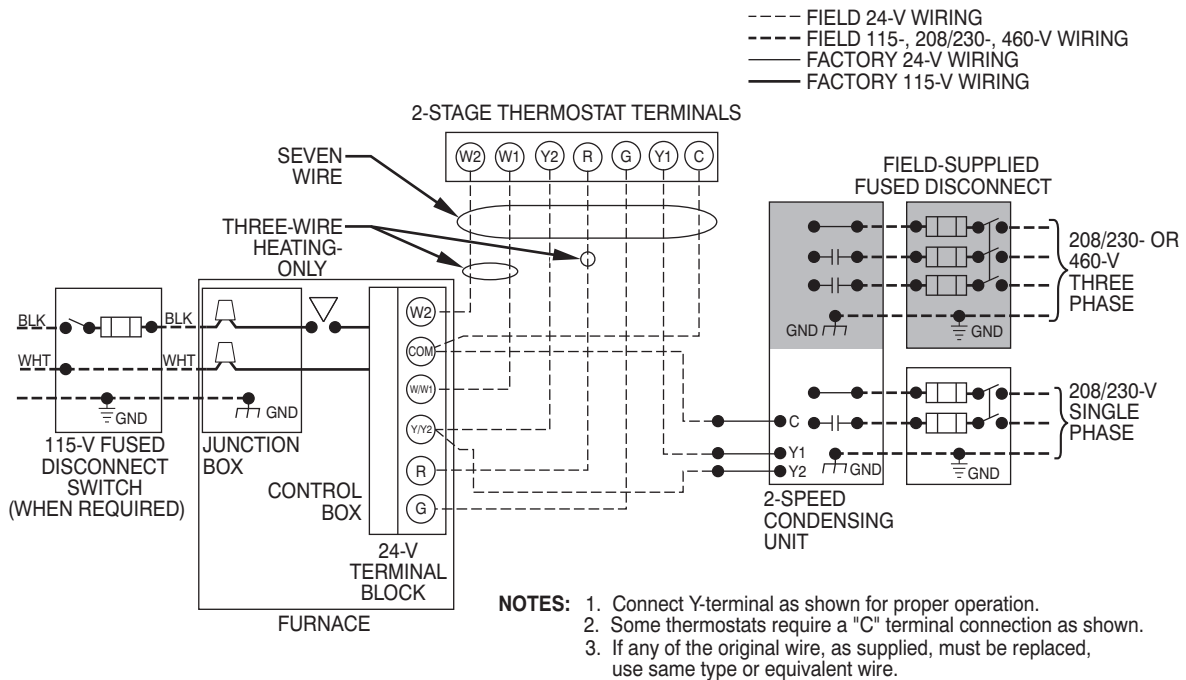 FIELD 24-V WIRING
FIELD 115-, 208/230-, 460-V WIRING
FACTORY 24-V WIRING
FACTORY 115-V WIRING
2-STAGE THERMOSTAT TERMINALS
W2 W1 Y2 R G Y1 C
SEVEN
WIRE
THREE-WIRE
HEATING-
ONLY
FIELD-SUPPLIED
FUSED DISCONNECT
208/230- OR
460-V
THREE
PHASE
GND
GND
BLK
BLK
WHT
WHT
GND
GND
115-V FUSED
DISCONNECT
SWITCH
(WHEN REQUIRED)
JUNCTION
BOX
CONTROL
BOX
W2
COM
W/W1
Y/Y2
R
G
24-V
TERMINAL
BLOCK
FURNACE
C
Y1
Y2
GND
GND
208/230-V
SINGLE
PHASE
2-SPEED
CONDENSING
UNIT
NOTES: 1. Connect Y-terminal as shown for proper operation.
2. Some thermostats require a "C" terminal connection as shown.
3. If any of the original wire, as supplied, must be replaced,
use same type or equivalent wire.